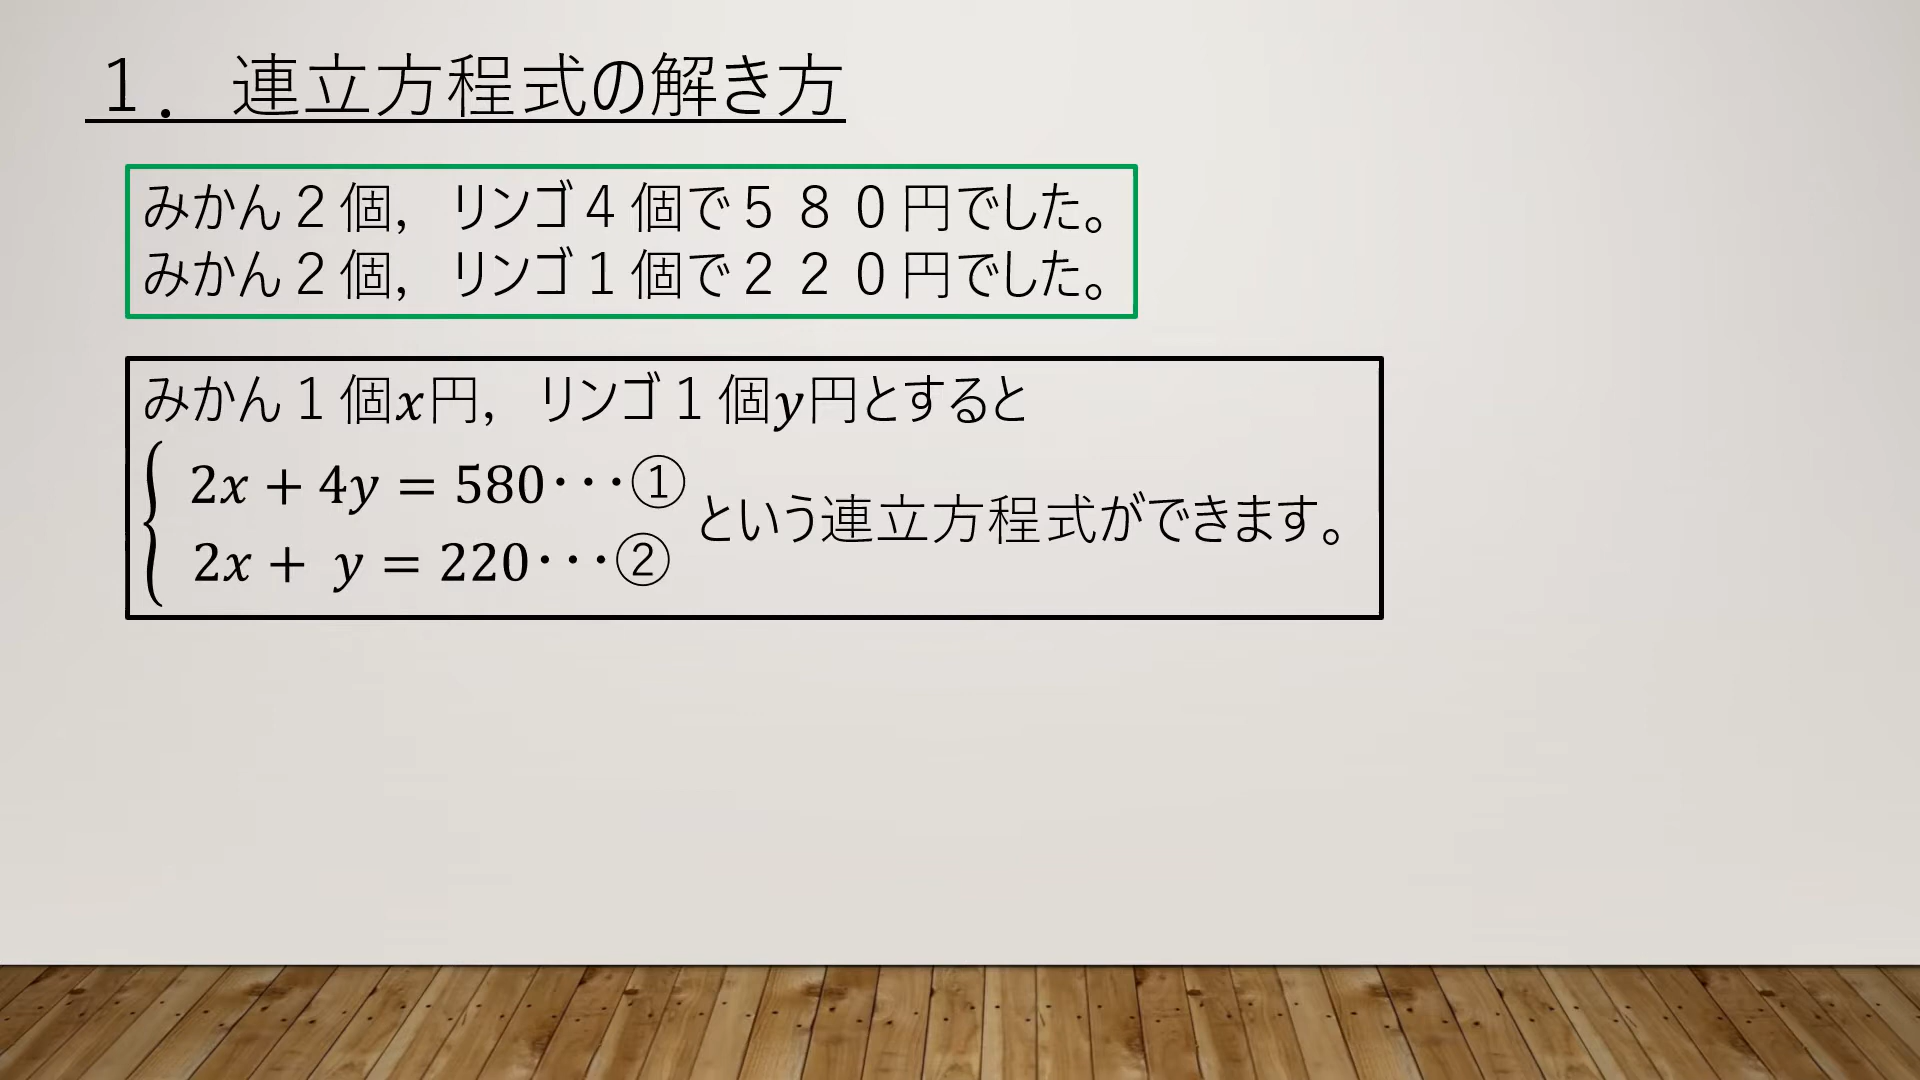 １．連立方程式の解き方
みかん２個，リンゴ４個で５８０円でした。
みかん２個，リンゴ１個で２２０円でした。
みかん１個x円，リンゴ１個y円とすると
2x + 4y = 580･･･①
2x + y = 220･･･②
という連立方程式ができます。